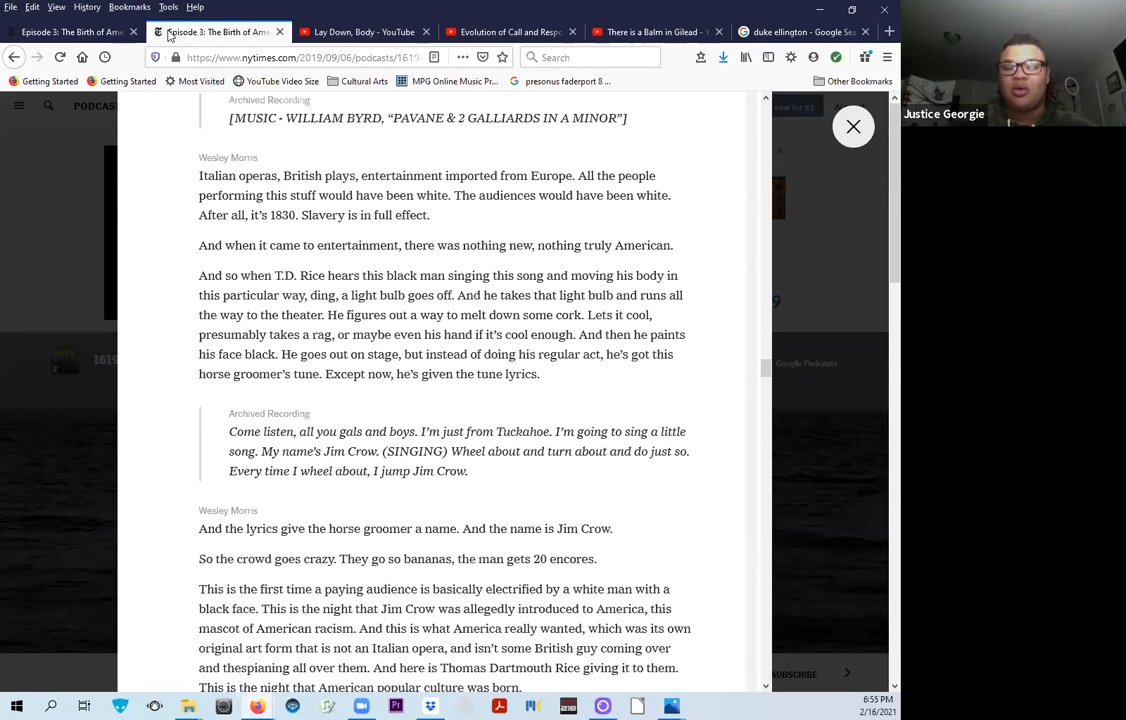 File Edit View History Bookmarks Tools Help
Episode 3: The Birth of Ame
Episode 3: The Birth of Ame
Lay Down, Body - YouTube
Evolution of Call and Respo
There is a Balm in Gilead - Y
duke ellington - Google Sea
https://www.nytimes.com/2019/09/06/podcasts/1619
Search
Getting Started Getting Started Most Visited YouTube Video Size Cultural Arts MPG Online Music Pr... presonus faderport 8 ... Other Bookmarks
PODCAS
now for $2
Justice Georgie
Archived Recording
[MUSIC - WILLIAM BYRD, “PAVANE & 2 GALLIARDS IN A MINOR”]
Wesley Morris
Italian operas, British plays, entertainment imported from Europe. All the people
performing this stuff would have been white. The audiences would have been white.
After all, it’s 1830. Slavery is in full effect.
And when it came to entertainment, there was nothing new, nothing truly American.
And so when T.D. Rice hears this black man singing this song and moving his body in
this particular way, ding, a light bulb goes off. And he takes that light bulb and runs all
the way to the theater. He figures out a way to melt down some cork. Lets it cool,
presumably takes a rag, or maybe even his hand if it’s cool enough. And then he paints
his face black. He goes out on stage, but instead of doing his regular act, he’s got this
horse groomer’s tune. Except now, he’s given the tune lyrics.
161
Google Podcasts
Archived Recording
Come listen, all you gals and boys. I’m just from Tuckahoe. I’m going to sing a little
song. My name’s Jim Crow. (SINGING) Wheel about and turn about and do just so.
Every time I wheel about, I jump Jim Crow.
Wesley Morris
And the lyrics give the horse groomer a name. And the name is Jim Crow.
So the crowd goes crazy. They go so bananas, the man gets 20 encores.
This is the first time a paying audience is basically electrified by a white man with a
black face. This is the night that Jim Crow was allegedly introduced to America, this
mascot of American racism. And this is what America really wanted, which was its own
original art form that is not an Italian opera, and isn’t some British guy coming over
and thespianing all over them. And here is Thomas Dartmouth Rice giving it to them.
This is the night that American popular culture was born.
SUBSCRIBE
6:55 PM
2/16/2021